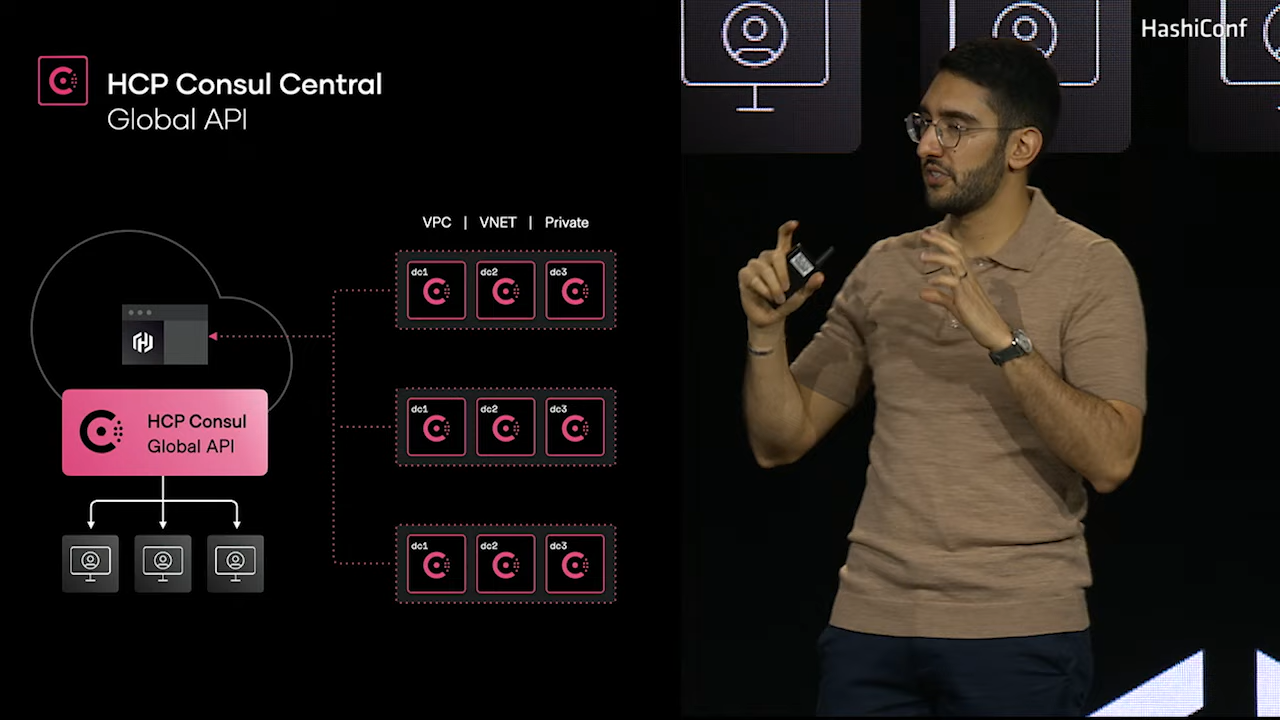 HCP Consul Central
Global API
HashiConf
VPC | VNET | Private
dc1 dc2 dc3
HCP Consul
Global API
dc1 dc2 dc3
dc1 dc2 dc3